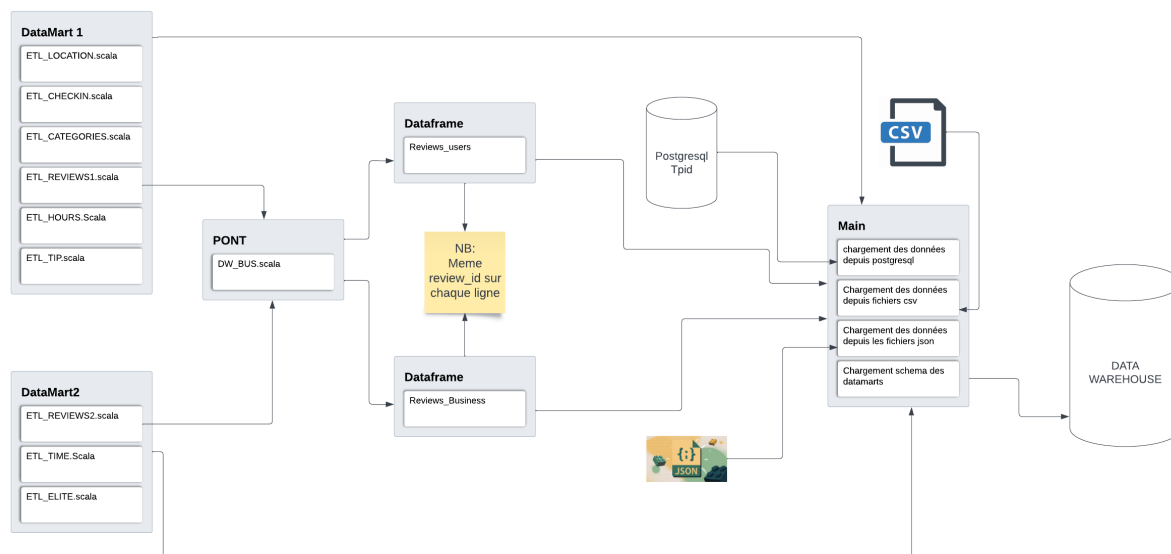 DataMart 1
ETL_LOCATION.scala
ETL_CHECKIN.scala
ETL_CATEGORIES.scala
ETL_REVIEWS1.scala
ETL_HOURS.Scala
ETL_TIP.scala
DataMart2
ETL_REVIEWS2.scala
ETL_TIME.Scala
ETL_ELITE.scala
PONT
DW_BUS.scala
Dataframe
Reviews_users
NB:
Meme
review_id sur
chaque ligne
Dataframe
Reviews_Business
Postgresql
Tpid
CSV
{;}
JSON
Main
chargement des données
depuis postgresql
Chargement des données
depuis fichiers csv
Chargement des données
depuis les fichiers json
Chargement schema des
datamarts
DATA
WAREHOUSE